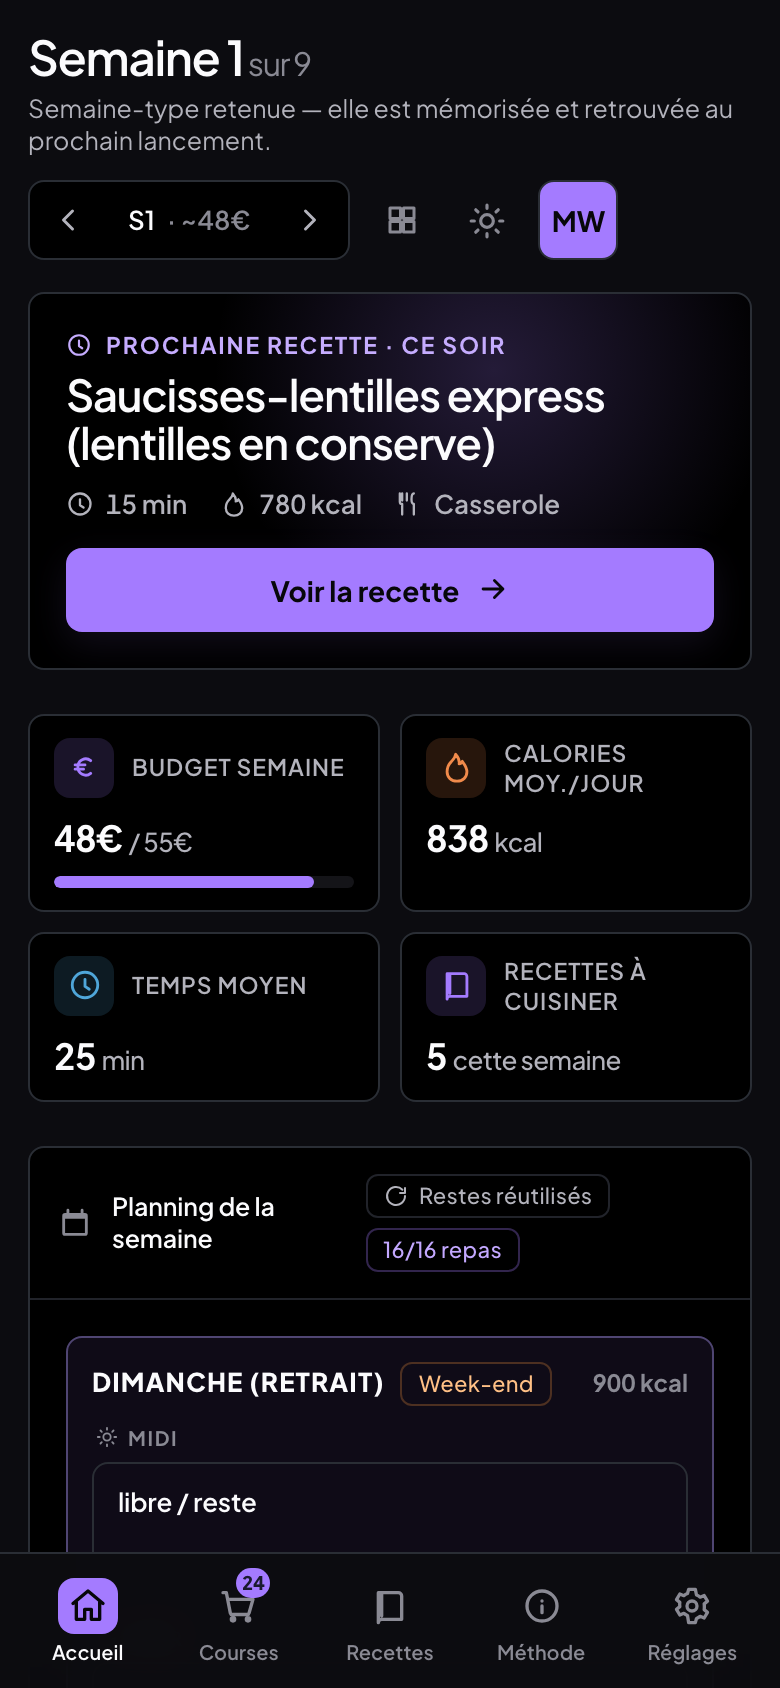 Semaine 1 sur 9
Semaine-type retenue — elle est mémorisée et retrouvée au
prochain lancement.
S1 · ~48€
MW
PROCHAINE RECETTE · CE SOIR
Saucisses-lentilles express
(lentilles en conserve)
15 min 780 kcal Casserole
Voir la recette →
€ BUDGET SEMAINE
48€ / 55€
CALORIES
MOY./JOUR
838 kcal
TEMPS MOYEN
25 min
RECETTES À
CUISINER
5 cette semaine
Planning de la
semaine
Restes réutilisés
16/16 repas
DIMANCHE (RETRAIT) Week-end 900 kcal
MIDI
libre / reste
24
Accueil Courses Recettes Méthode Réglages